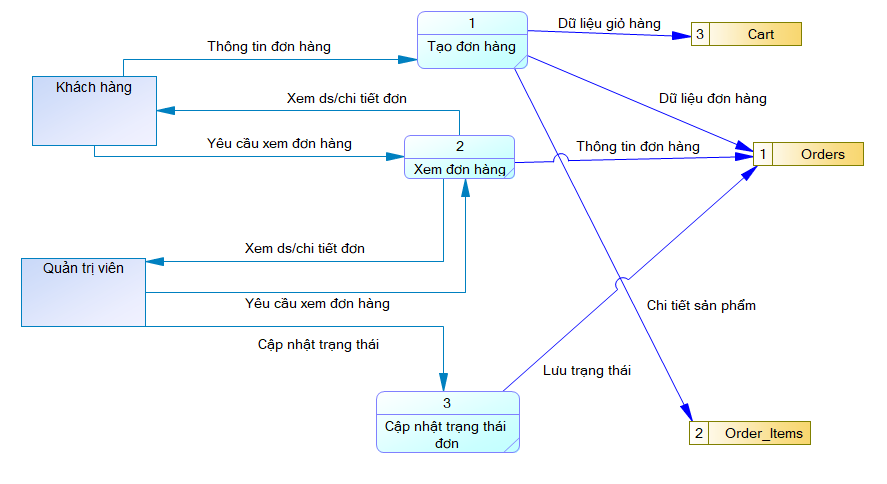 1
Tạo đơn hàng
Dữ liệu giỏ hàng
3 Cart
Thông tin đơn hàng
Khách hàng
Xem ds/chi tiết đơn
Dữ liệu đơn hàng
Yêu cầu xem đơn hàng
2
Xem đơn hàng
Thông tin đơn hàng
1 Orders
Xem ds/chi tiết đơn
Quản trị viên
Yêu cầu xem đơn hàng
Chi tiết sản phẩm
Cập nhật trạng thái
Lưu trạng thái
3
Cập nhật trạng thái
đơn
2 Order_Items